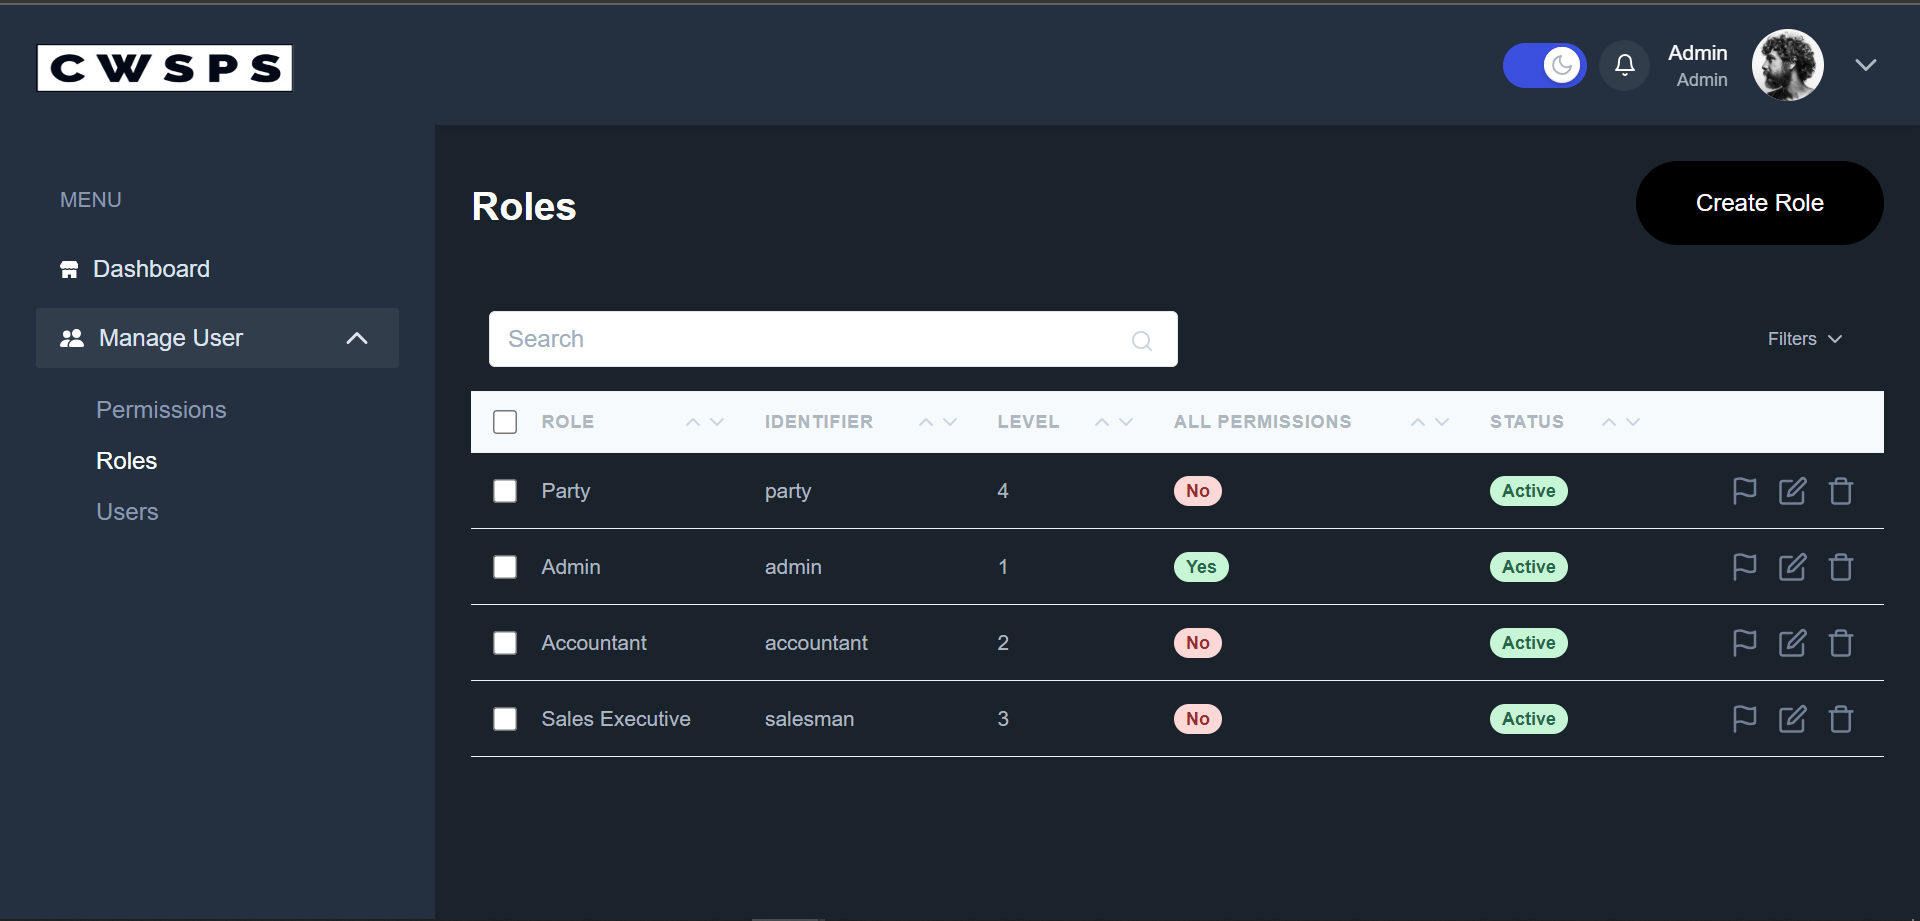 CWSPS
Admin
Admin
MENU
Dashboard
Manage User
Permissions
Roles
Users
Roles
Create Role
Search
Filters
ROLE IDENTIFIER LEVEL ALL PERMISSIONS STATUS
Party party 4 No Active
Admin admin 1 Yes Active
Accountant accountant 2 No Active
Sales Executive salesman 3 No Active